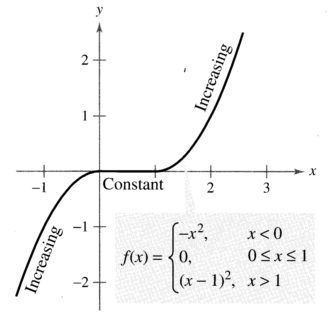 y
2
Increasing
1
x
-1
Constant
2
3
Increasing
-1
-2
f(x) = { -x², x < 0
0, 0 ≤ x ≤ 1
(x - 1)², x > 1